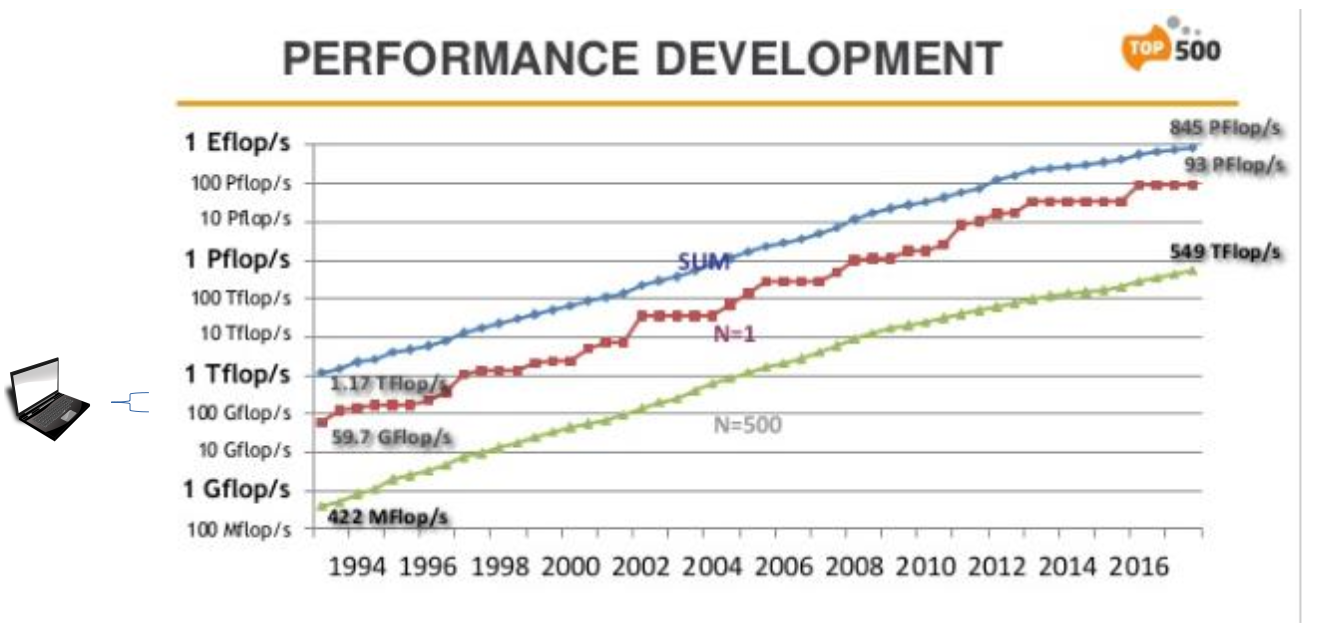 PERFORMANCE DEVELOPMENT
TOP 500
1 Eflop/s
100 Pflop/s
10 Pflop/s
1 Pflop/s
100 Tflop/s
10 Tflop/s
1 Tflop/s
100 Gflop/s
10 Gflop/s
1 Gflop/s
100 Mflop/s
845 PFlop/s
93 PFlop/s
549 TFlop/s
SUM
N=1
N=500
1.17 TFlop/s
59.7 GFlop/s
422 MFlop/s
1994 1996 1998 2000 2002 2004 2006 2008 2010 2012 2014 2016